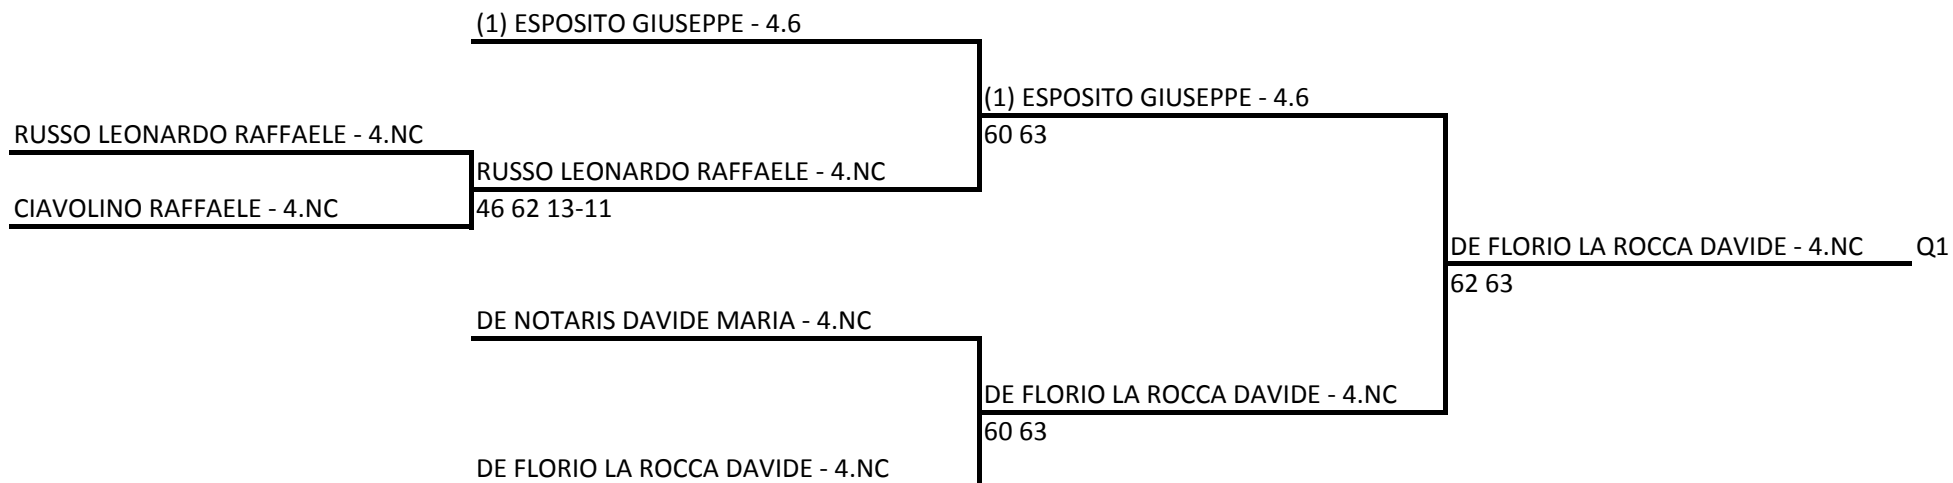 (1) ESPOSITO GIUSEPPE - 4.6
(1) ESPOSITO GIUSEPPE - 4.6
RUSSO LEONARDO RAFFAELE - 4.NC
60 63
RUSSO LEONARDO RAFFAELE - 4.NC
CIAVOLINO RAFFAELE - 4.NC
46 62 13-11
DE FLORIO LA ROCCA DAVIDE - 4.NC Q1
62 63
DE NOTARIS DAVIDE MARIA - 4.NC
DE FLORIO LA ROCCA DAVIDE - 4.NC
60 63
DE FLORIO LA ROCCA DAVIDE - 4.NC